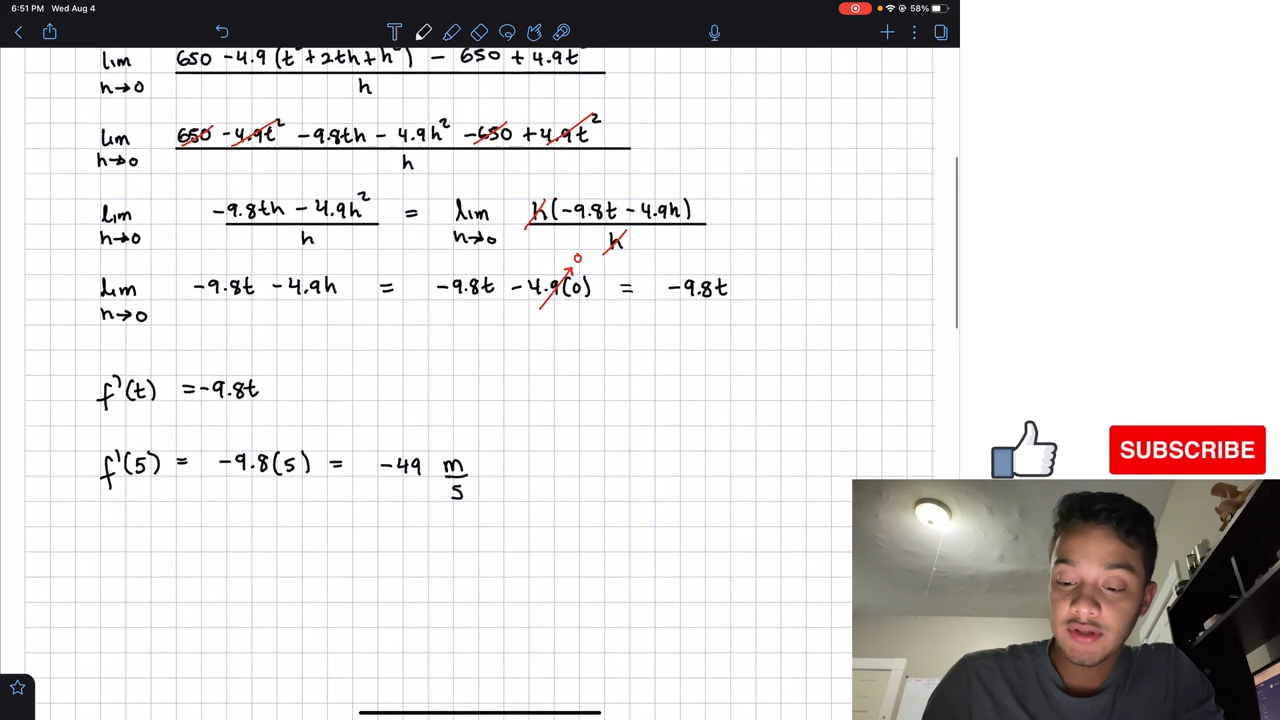 6:51 PM Wed Aug 4 58%
lim h→0 650 - 4.9 (t² + 2th + h²) - 650 + 4.9t² / h
lim h→0 650 - 4.9t² - 9.8th - 4.9h² - 650 + 4.9t² / h
lim h→0 -9.8th - 4.9h² / h = lim h→0 h(-9.8t - 4.9h) / h
0
lim h→0 -9.8t - 4.9h = -9.8t - 4.9(0) = -9.8t
f'(t) = -9.8t
f'(5) = -9.8(5) = -49 m/s
SUBSCRIBE